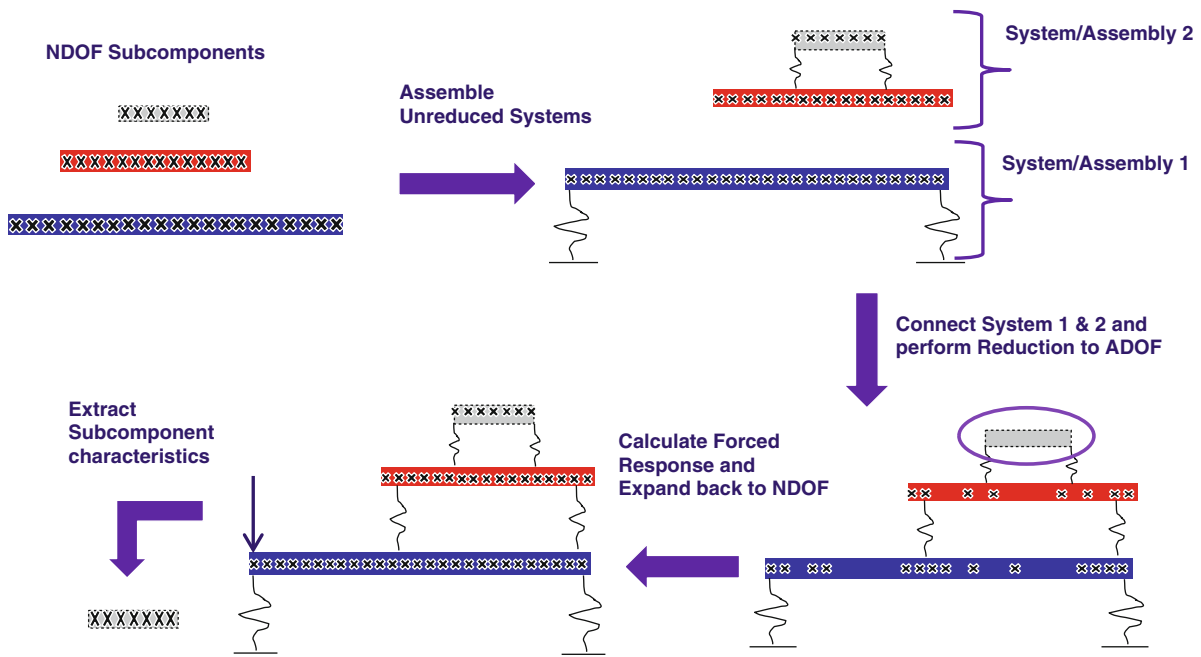 NDOF Subcomponents
Assemble
Unreduced Systems
System/Assembly 2
System/Assembly 1
Connect System 1 & 2 and
perform Reduction to ADOF
Calculate Forced
Response and
Expand back to NDOF
Extract
Subcomponent
characteristics